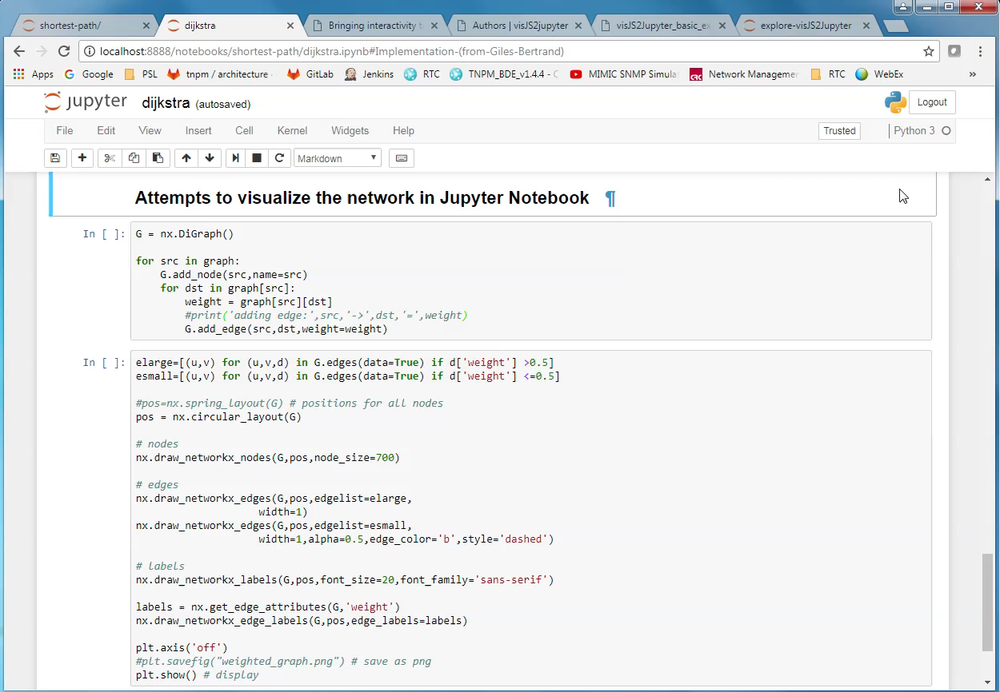 shortest-path/
dijkstra
Bringing interactivity t
Authors | visJS2jupyter
visJS2Jupyter_basic_ex
explore-visJS2Jupyter
localhost:8888/notebooks/shortest-path/dijkstra.ipynb#Implementation-(from-Giles-Bertrand)
Apps Google PSL tnpm / architecture GitLab Jenkins RTC TNPM_BDE_v1.4.4 - C MIMIC SNMP Simula Network Managemen RTC WebEx »
jupyter dijkstra (autosaved) Logout
File Edit View Insert Cell Kernel Widgets Help Trusted | Python 3
Markdown
Attempts to visualize the network in Jupyter Notebook ¶
In [ ]: G = nx.DiGraph()
for src in graph:
G.add_node(src,name=src)
for dst in graph[src]:
weight = graph[src][dst]
#print('adding edge:',src,'->',dst,'=',weight)
G.add_edge(src,dst,weight=weight)
In [ ]: elarge=[(u,v) for (u,v,d) in G.edges(data=True) if d['weight'] >0.5]
esmall=[(u,v) for (u,v,d) in G.edges(data=True) if d['weight'] <=0.5]
#pos=nx.spring_layout(G) # positions for all nodes
pos = nx.circular_layout(G)
# nodes
nx.draw_networkx_nodes(G,pos,node_size=700)
# edges
nx.draw_networkx_edges(G,pos,edgelist=elarge,
width=1)
nx.draw_networkx_edges(G,pos,edgelist=esmall,
width=1,alpha=0.5,edge_color='b',style='dashed')
# labels
nx.draw_networkx_labels(G,pos,font_size=20,font_family='sans-serif')
labels = nx.get_edge_attributes(G,'weight')
nx.draw_networkx_edge_labels(G,pos,edge_labels=labels)
plt.axis('off')
#plt.savefig("weighted_graph.png") # save as png
plt.show() # display